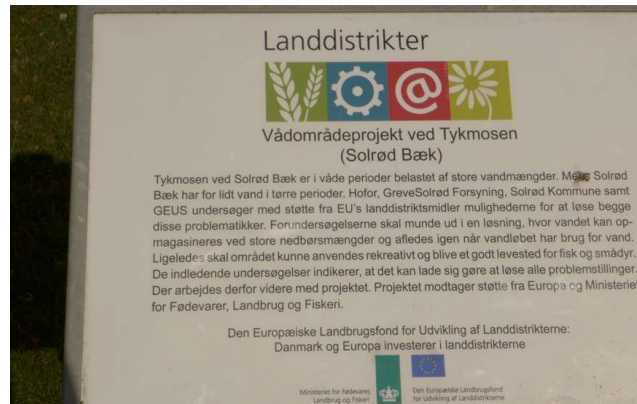 Landdistrikter
@
Vådområdeprojekt ved Tykmosen
(Solrød Bæk)
Tykmosen ved Solrød Bæk er i våde perioder belastet af store vandmængder. Mens Solrød
Bæk har for lidt vand i tørre perioder. Hofor, GreveSolrød Forsyning, Solrød Kommune samt
GEUS undersøger med støtte fra EU's landdistriktsmidler mulighederne for at løse begge
disse problematikker. Forundersøgelserne skal munde ud i en løsning, hvor vandet kan op-
magasineres ved store nedbørsmængder og afledes igen når vandløbet har brug for vand.
Ligeledes skal området kunne anvendes rekreativt og blive et godt levested for fisk og smådyr.
De indledende undersøgelser indikerer, at det kan lade sig gøre at løse alle problemstillinger.
Der arbejdes derfor videre med projektet. Projektet modtager støtte fra Europa og Ministeriet
for Fødevarer, Landbrug og Fiskeri.
Den Europæiske Landbrugsfond for Udvikling af Landdistrikterne:
Danmark og Europa investerer i landdistrikterne
Ministeriet for Fødevarer,
Landbrug og Fiskeri
Den Europæiske Landbrugsfond
for Udvikling af Landdistrikterne